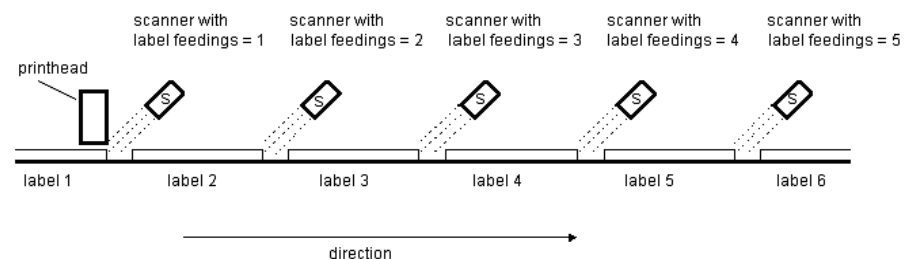 scanner with
label feedings = 1
scanner with
label feedings = 2
scanner with
label feedings = 3
scanner with
label feedings = 4
scanner with
label feedings = 5
printhead
S
S
S
S
S
label 1
label 2
label 3
label 4
label 5
label 6
direction